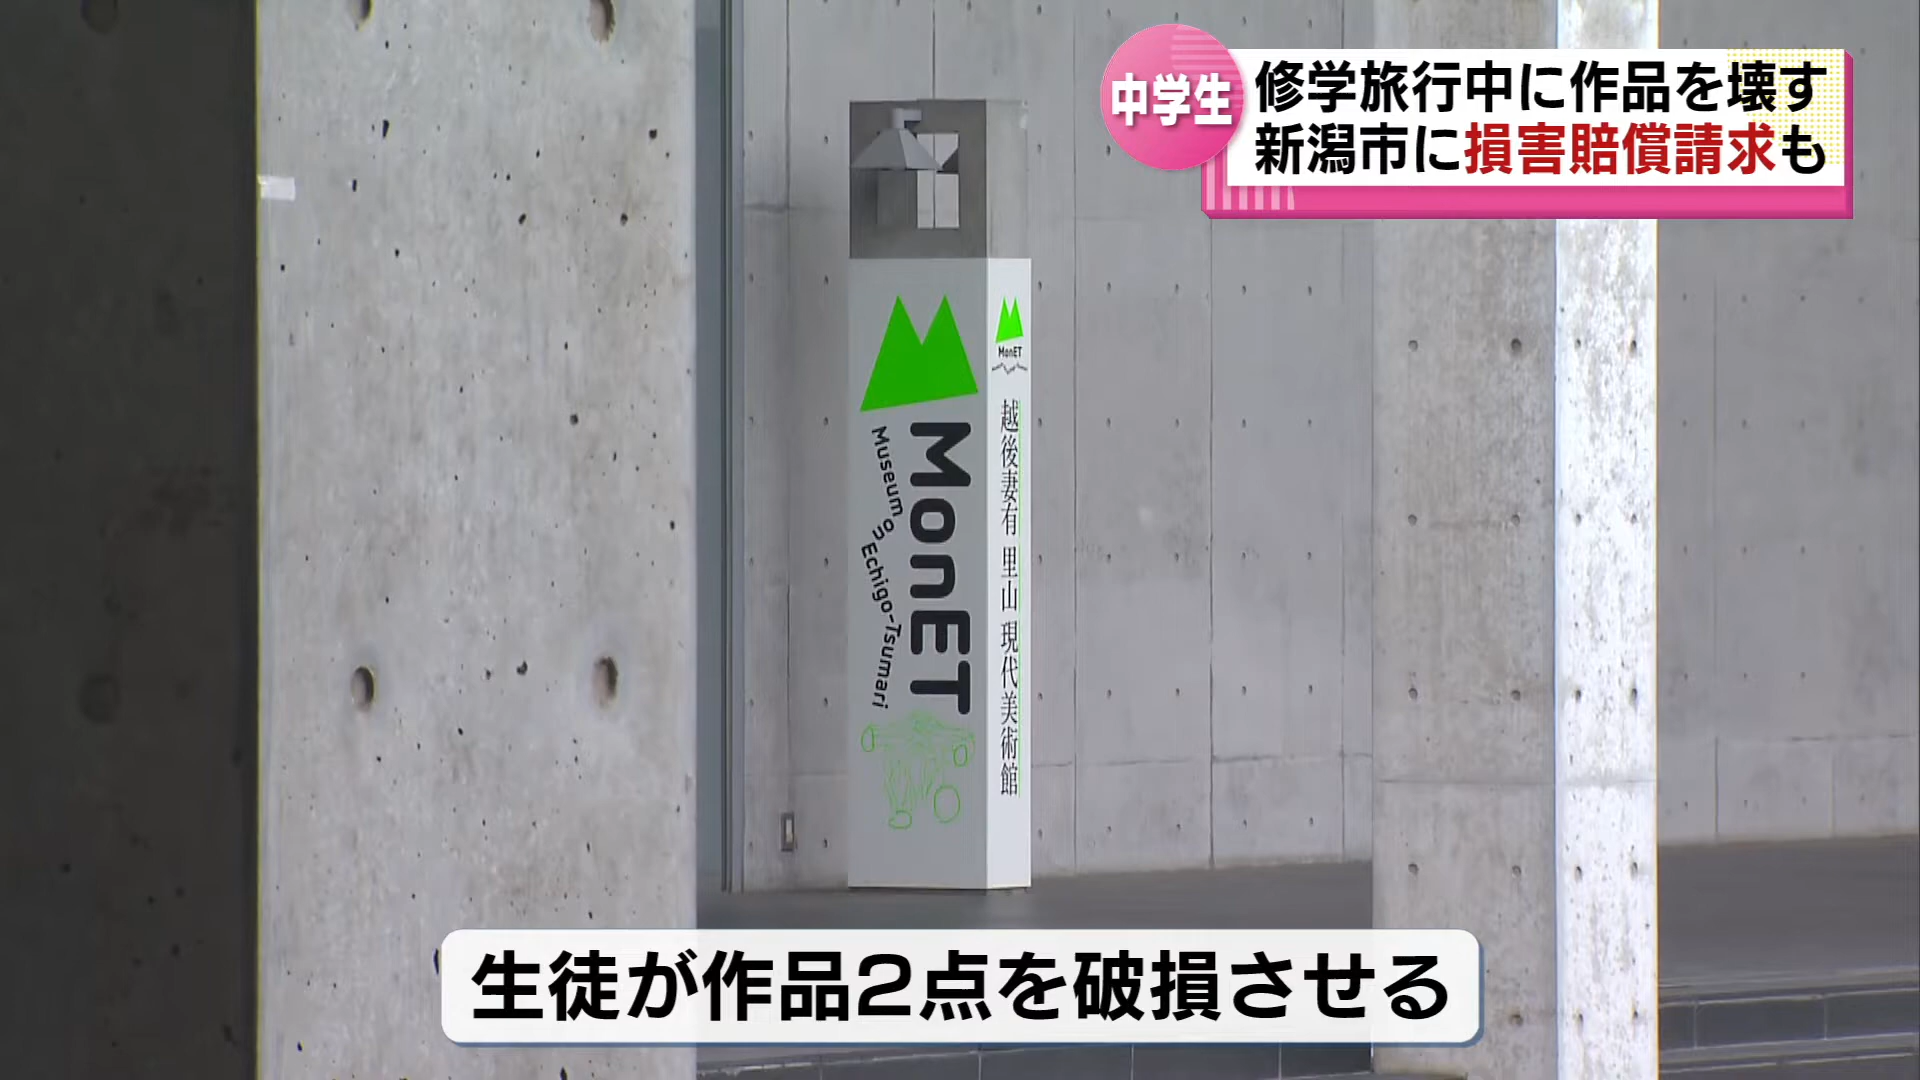 中学生
修学旅行中に作品を壊す
新潟市に損害賠償請求も
MonET
Museum on Echigo-Tsumari
MonET
越後妻有 里山 現代美術館
生徒が作品2点を破損させる